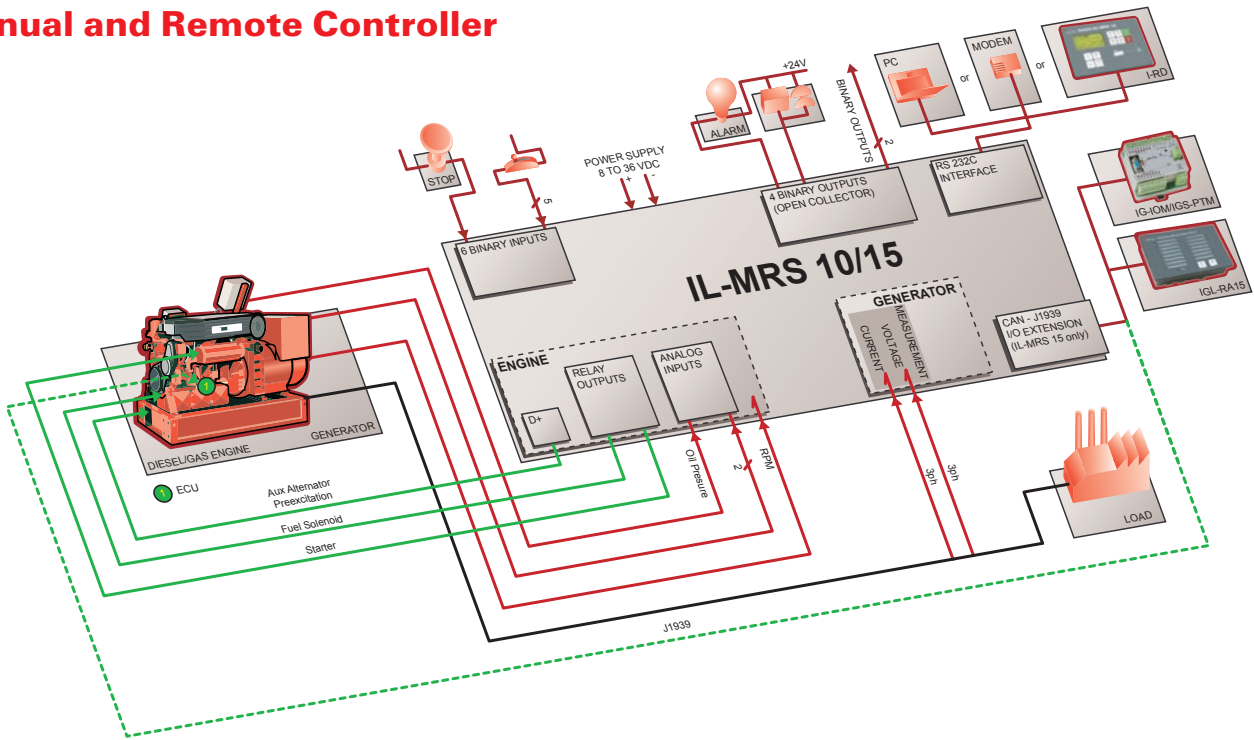 nual and Remote Controller
+24V
PC
or
MODEM
or
I-RD
ALARM
BINARY OUTPUTS
2
STOP
5
POWER SUPPLY
8 TO 36 VDC
+ -
6 BINARY INPUTS
4 BINARY OUTPUTS
(OPEN COLLECTOR)
RS 232C
INTERFACE
IG-IOM/IGS-PTM
IGL-RA15
IL-MRS 10/15
GENERATOR
CURRENT
VOLTAGE
MEASUREMENT
CAN - J1939
I/O EXTENSION
(IL-MRS 15 only)
ENGINE
D+
RELAY
OUTPUTS
ANALOG
INPUTS
1
DIESEL/GAS ENGINE
GENERATOR
1 ECU
Aux Alternator
Preexcitation
Fuel Solenoid
Starter
Oil Presure
2
RPM
3ph
3ph
LOAD
J1939